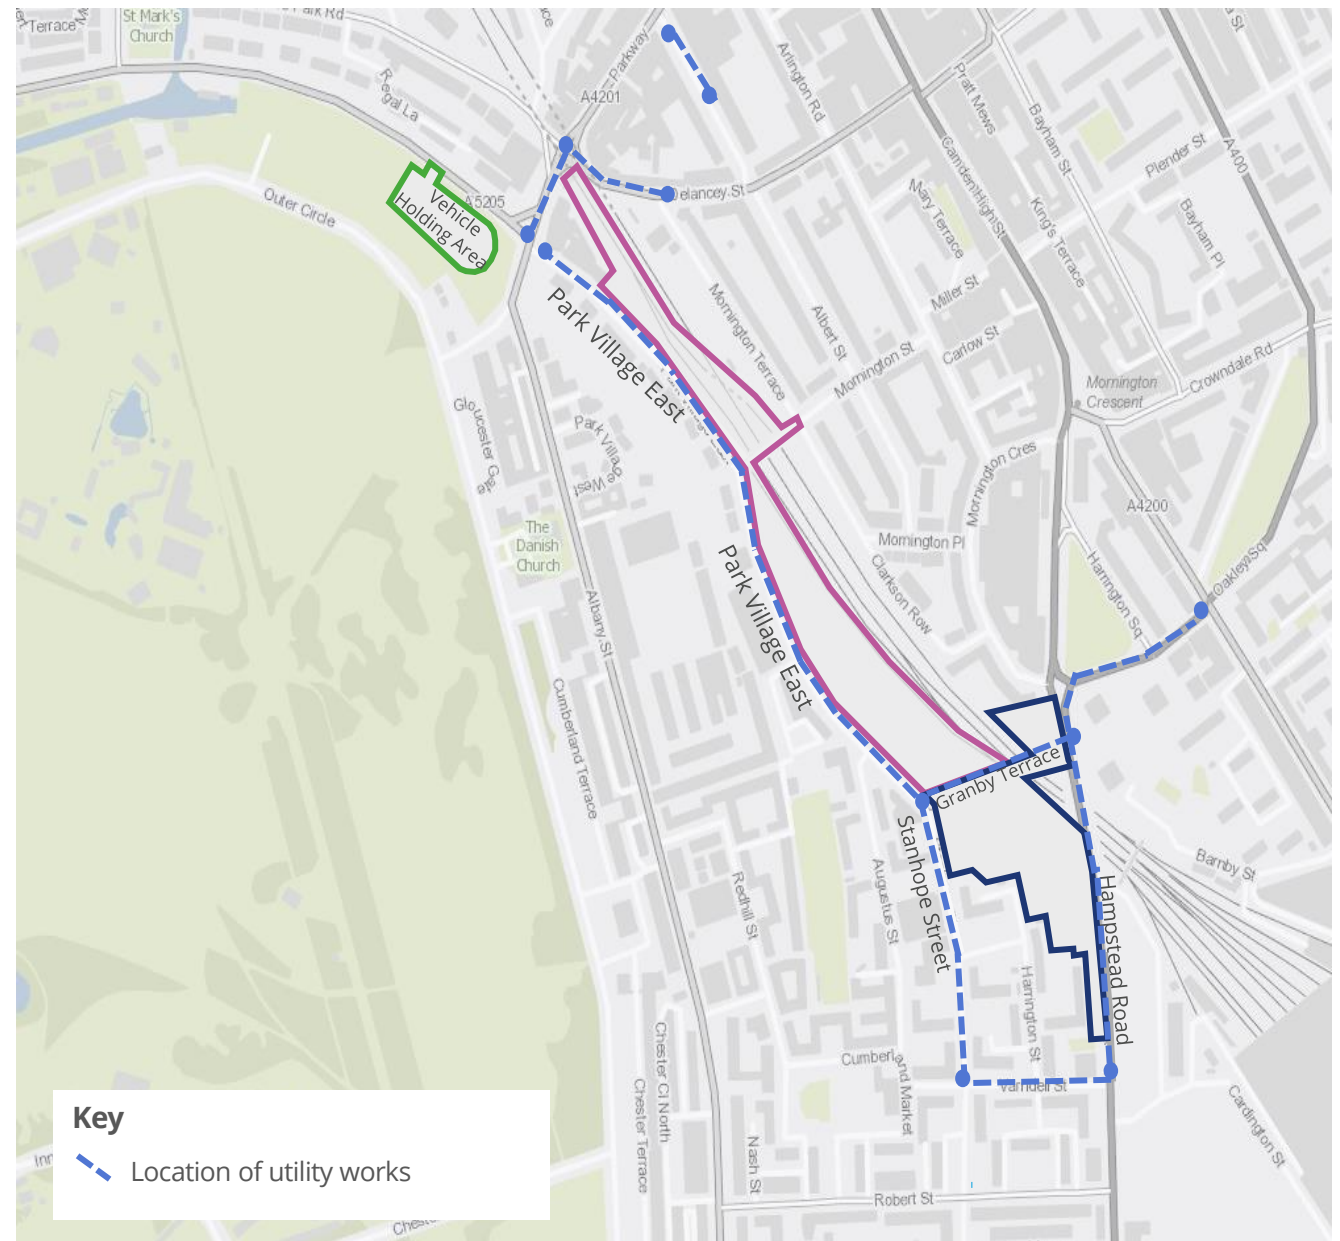 Terrace
St Mark's
Church
Park Rd
Parkway
A4201
Arlington Rd
Pratt Mews
Bayham St
Plender St
A400
Regal La
Outer Circle
A5205
Vehicle
Holding Area
Delancey St
Camden High St
Mary Terrace
King's Terrace
Bayham Pl
Miller St
Carlow St
Albert St
Mornington Terrace
Mornington St
Mornington
Crescent
Crowndale Rd
Park Village East
Gloucester Gate
Park Village West
Mornington Cres
A4200
The
Danish
Church
Mornington Pl
Clarkson Row
Harrington Sq
Oakley Sq
Park Village East
Albany St
Cumberland Terrace
Granby Terrace
Stanhope Street
Hampstead Road
Barnby St
Redhill St
Augustus St
Harrington St
Cumberland Market
Varndell St
Chester Cl North
Chester Terrace
Nash St
Cardington St
Robert St
Inn
Chest
Key
Location of utility works